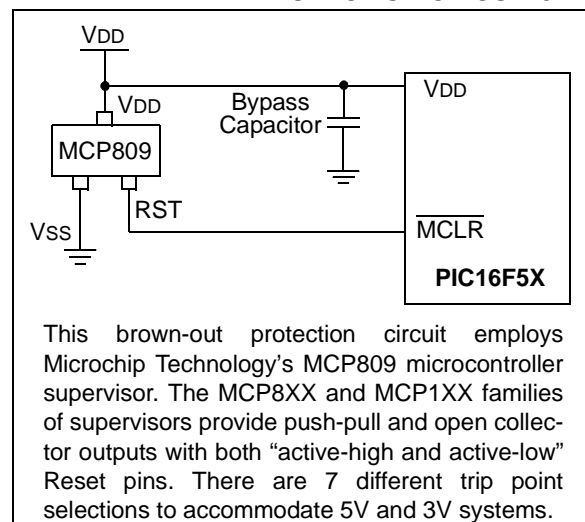 VDD
VDD
Bypass
Capacitor
VDD
MCP809
RST
VSS
MCLR
PIC16F5X
This brown-out protection circuit employs
Microchip Technology's MCP809 microcontroller
supervisor. The MCP8XX and MCP1XX families
of supervisors provide push-pull and open collec-
tor outputs with both “active-high and active-low”
Reset pins. There are 7 different trip point
selections to accommodate 5V and 3V systems.